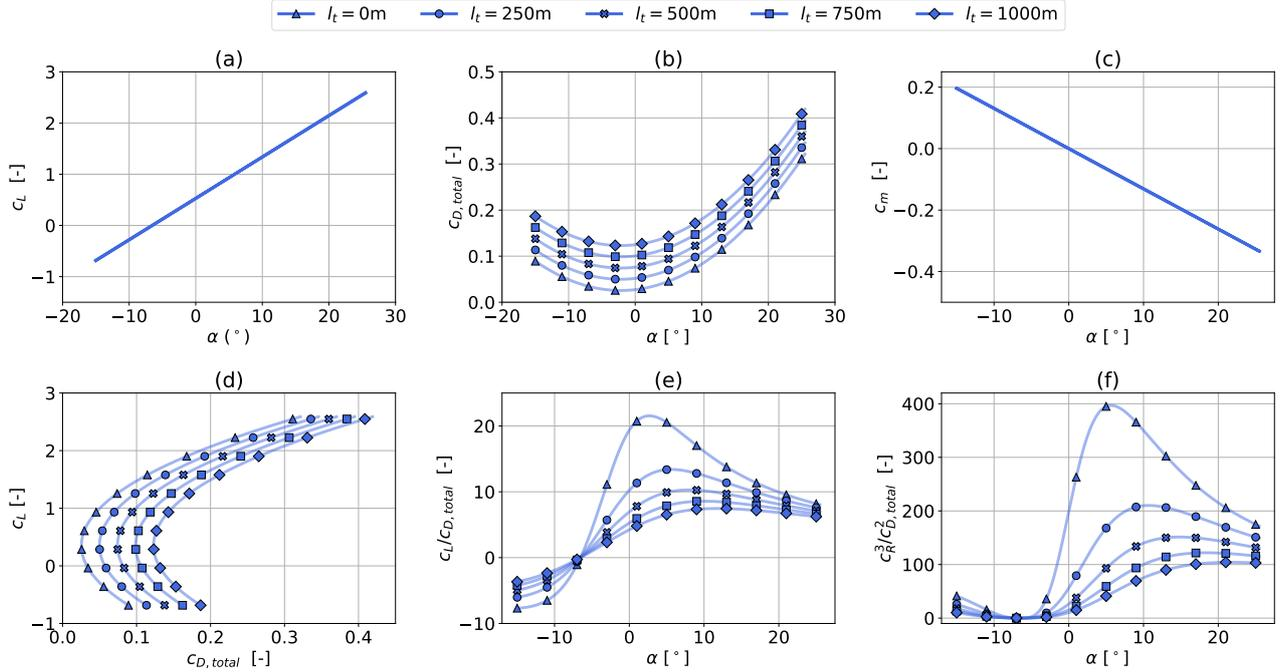 l_t = 0m l_t = 250m l_t = 500m l_t = 750m l_t = 1000m
(a)
3
2
1
0
−1
−20 −10 0 10 20 30
c_L [-]
α (°)
(b)
0.5
0.4
0.3
0.2
0.1
0.0
−20 −10 0 10 20 30
c_{D,total} [-]
α [°]
(c)
0.2
0.0
−0.2
−0.4
−10 0 10 20
c_m [-]
α [°]
(d)
3
2
1
0
−1
0.0 0.1 0.2 0.3 0.4
c_L [-]
c_{D,total} [-]
(e)
20
10
0
−10
−10 0 10 20
c_L/c_{D,total} [-]
α [°]
(f)
400
300
200
100
0
−10 0 10 20
c_R^3/c_{D,total}^2 [-]
α [°]